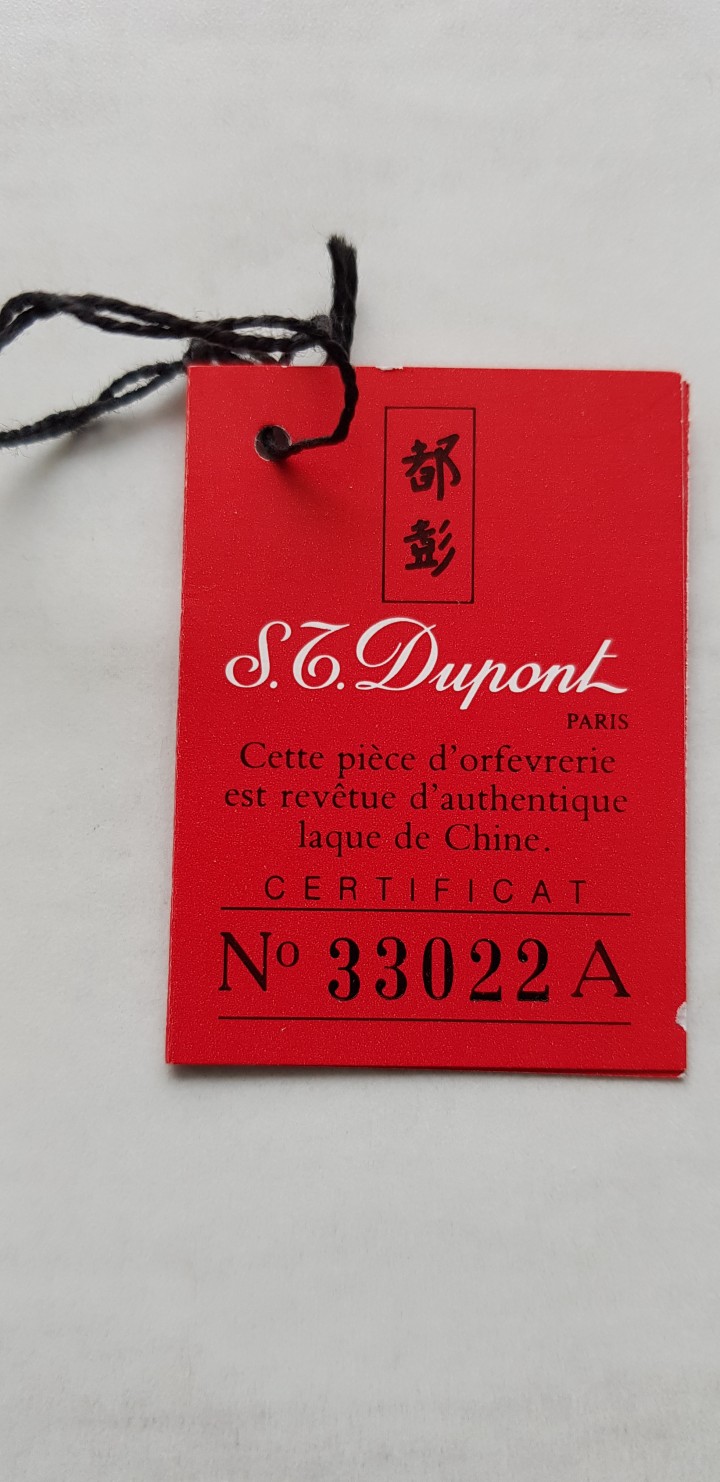 都
彭
S.T. Dupont
PARIS
Cette pièce d'orfevrerie
est revêtue d'authentique
laque de Chine.
CERTIFICAT
Nº 33022 A